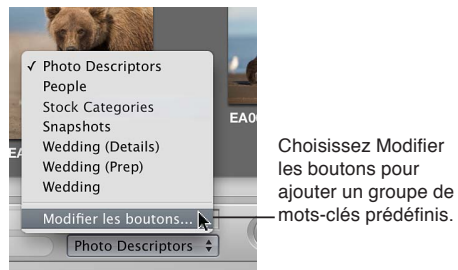 ✓ Photo Descriptors
People
Stock Categories
Snapshots
Wedding (Details)
Wedding (Prep)
Wedding
Modifier les boutons...
Photo Descriptors
Choisissez Modifier
les boutons pour
ajouter un groupe de
mots-clés prédéfinis.